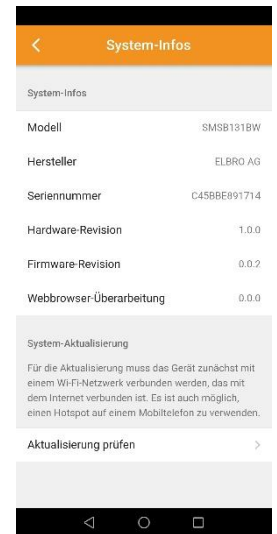 System-Infos
System-Infos
Modell SMSB131BW
Hersteller ELBRO AG
Seriennummer C45BBE891714
Hardware-Revision 1.0.0
Firmware-Revision 0.0.2
Webbrowser-Überarbeitung 0.0.0
System-Aktualisierung
Für die Aktualisierung muss das Gerät zunächst mit
einem Wi-Fi-Netzwerk verbunden werden, das mit
dem Internet verbunden ist. Es ist auch möglich,
einen Hotspot auf einem Mobiltelefon zu verwenden.
Aktualisierung prüfen